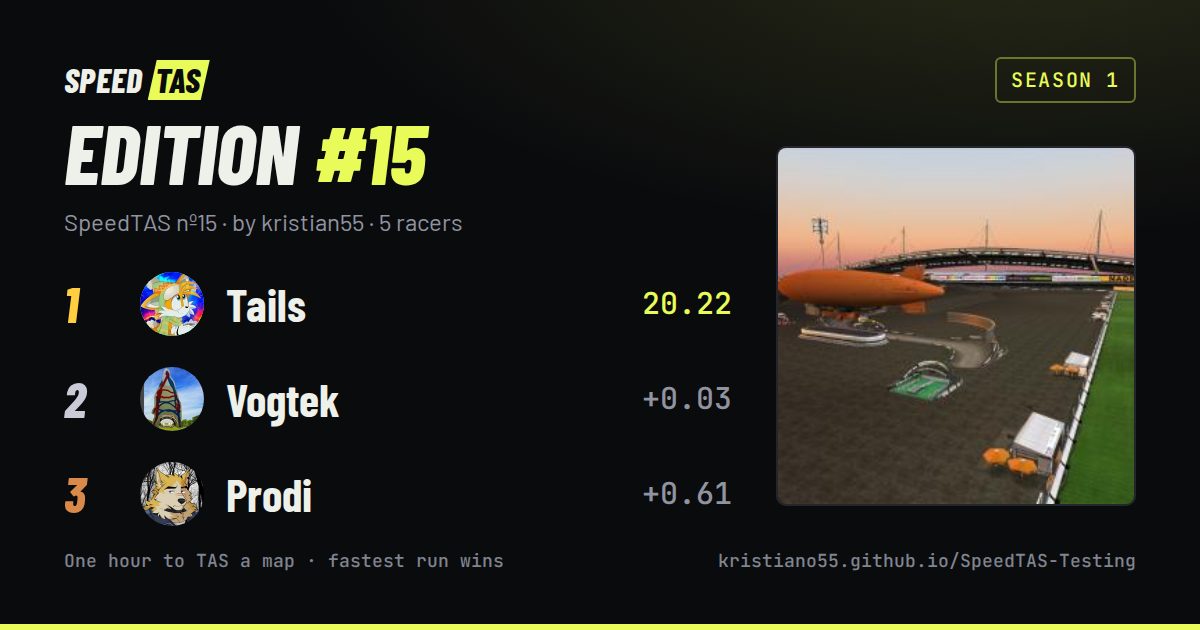 SPEED TAS
SEASON 1
EDITION #15
SpeedTAS nº15 · by kristian55 · 5 racers
1 Tails 20.22
2 Vogtek +0.03
3 Prodi +0.61
One hour to TAS a map · fastest run wins
kristiano55.github.io/SpeedTAS-Testing